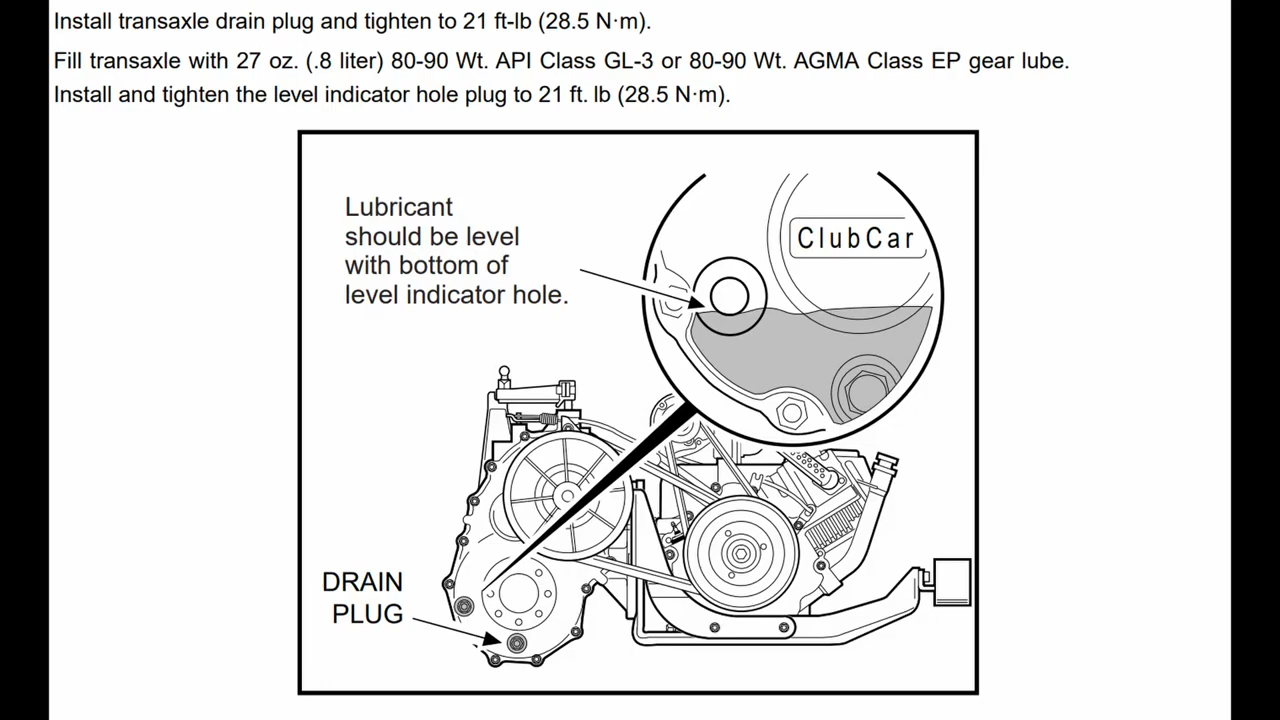 Install transaxle drain plug and tighten to 21 ft-lb (28.5 N·m).
Fill transaxle with 27 oz. (.8 liter) 80-90 Wt. API Class GL-3 or 80-90 Wt. AGMA Class EP gear lube.
Install and tighten the level indicator hole plug to 21 ft. lb (28.5 N·m).
Lubricant
should be level
with bottom of
level indicator hole.
ClubCar
DRAIN
PLUG